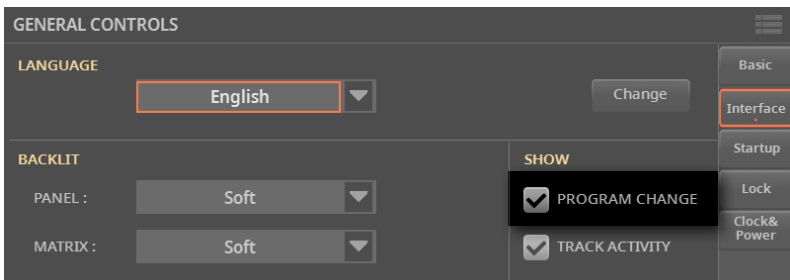 GENERAL CONTROLS
LANGUAGE
English
Change
BACKLIT
PANEL :
Soft
MATRIX :
Soft
SHOW
PROGRAM CHANGE
TRACK ACTIVITY
Basic
Interface
Startup
Lock
Clock&
Power